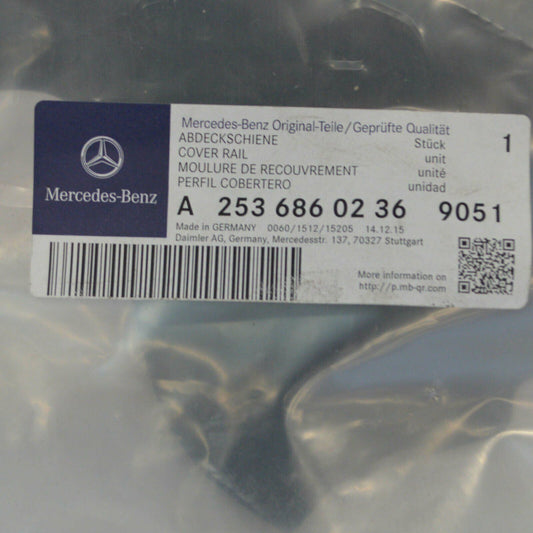 Mercedes-Benz
Mercedes-Benz Original-Teile/Geprüfte Qualität
ABDECKSCHIENE Stück 1
COVER RAIL unit
MOULURE DE RECOUVREMENT unité
PERFIL COBERTERO unidad
A 253 686 02 36 9051
Made in GERMANY 0060/1512/15205 14.12.15
Daimler AG, Germany, Mercedesstr. 137, 70327 Stuttgart
More information on
http://p.mb-qr.com